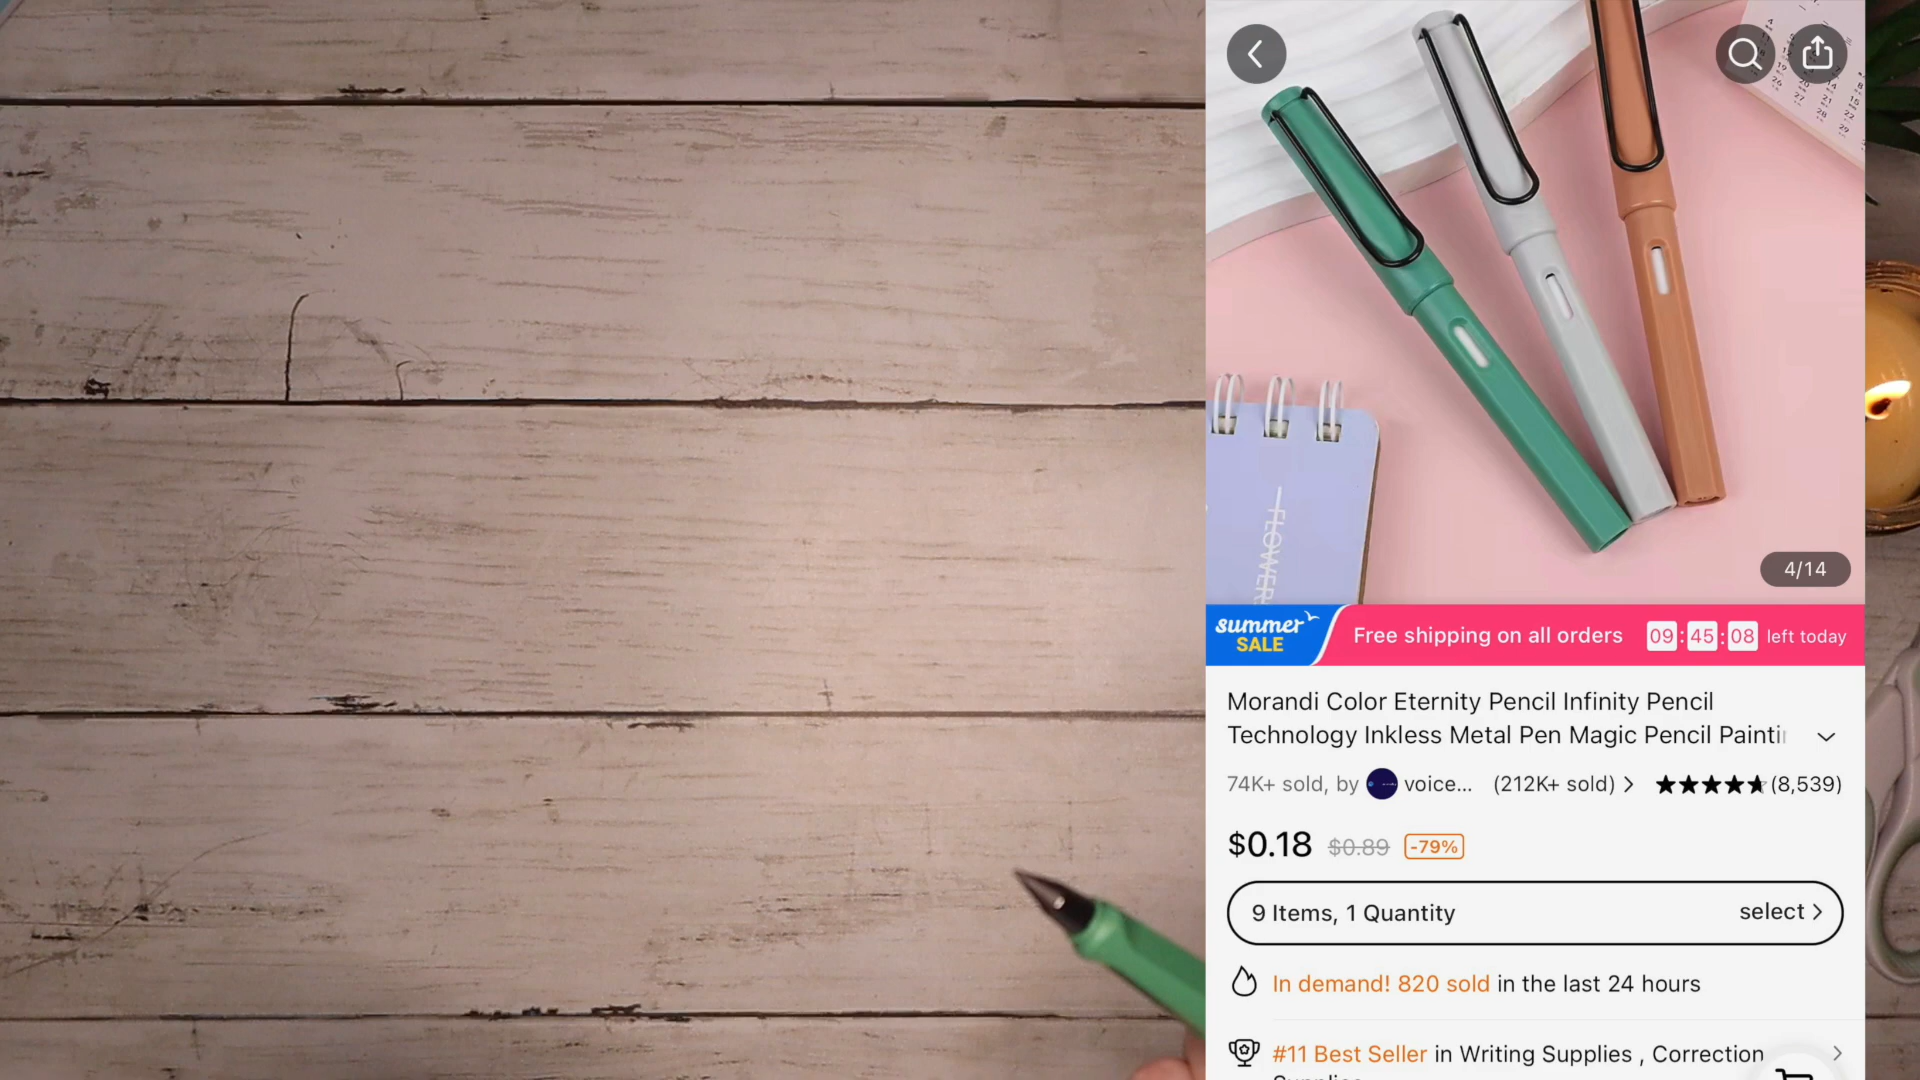 FLOWER
4/14
summer
SALE
Free shipping on all orders 09:45:08 left today
Morandi Color Eternity Pencil Infinity Pencil
Technology Inkless Metal Pen Magic Pencil Painti
74K+ sold, by voice... (212K+ sold) > ★★★★★ (8,539)
$0.18 $0.89 -79%
9 Items, 1 Quantity select >
In demand! 820 sold in the last 24 hours
#11 Best Seller in Writing Supplies , Correction >